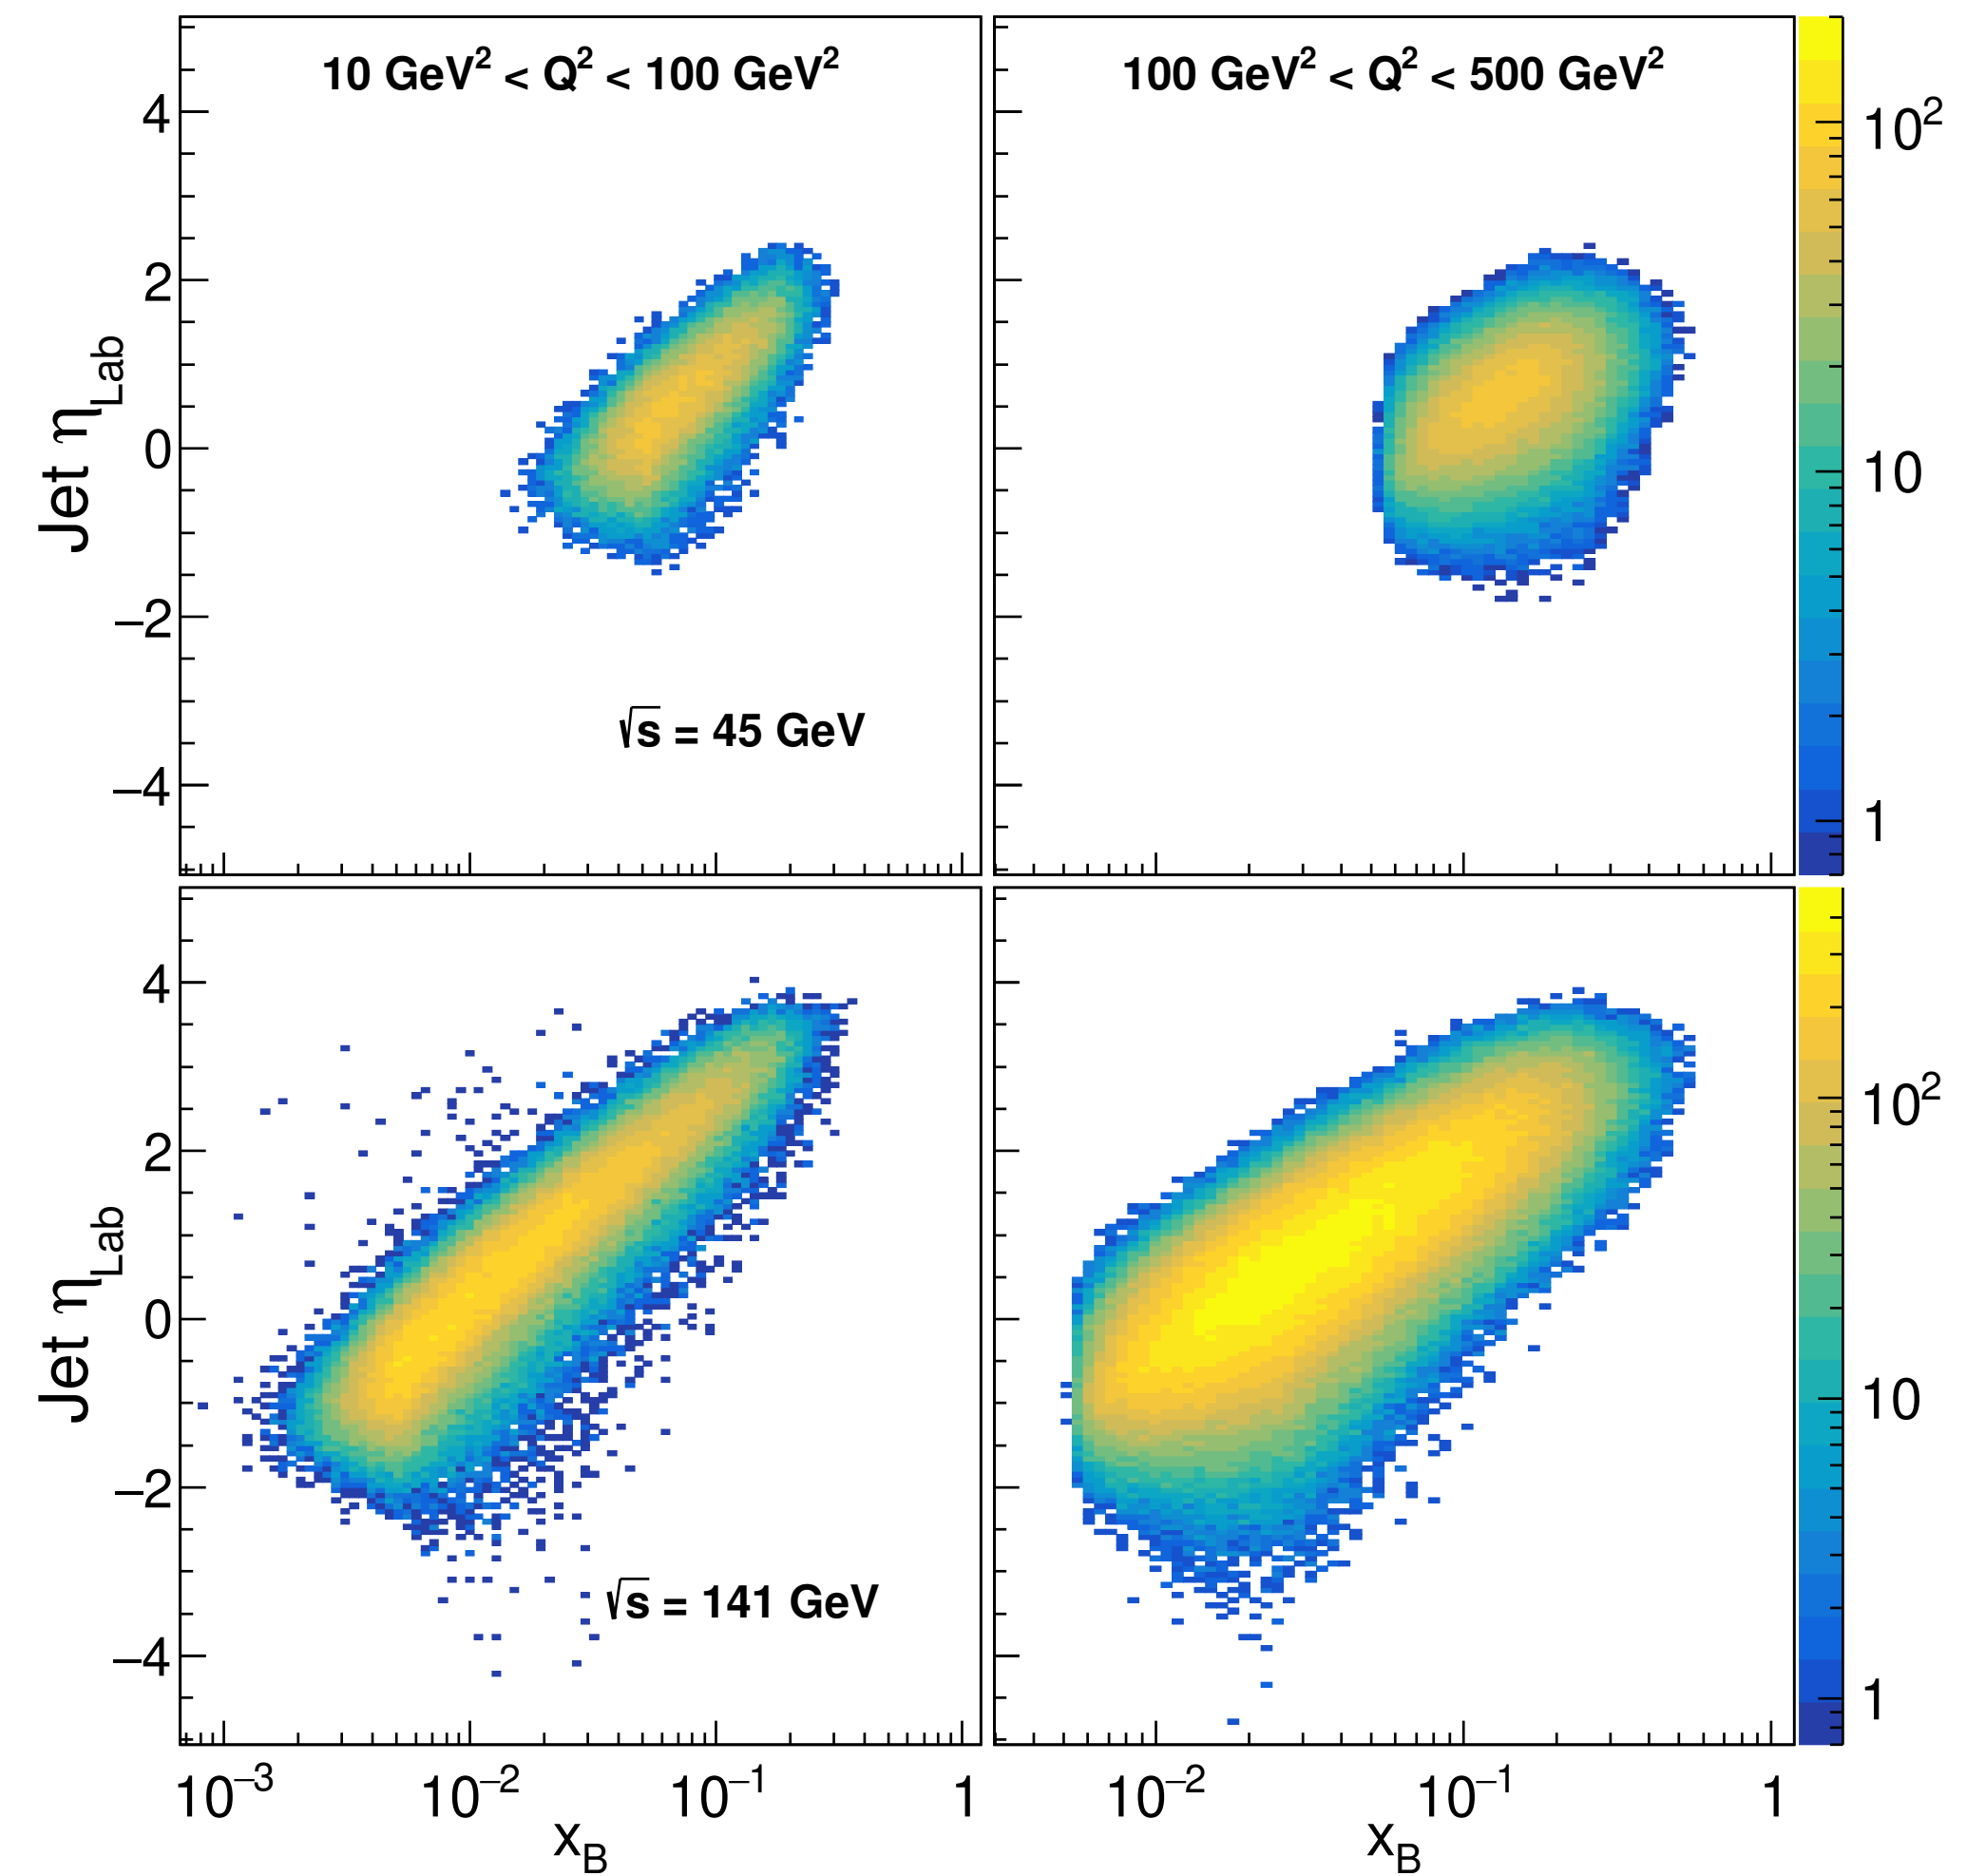 10 GeV² < Q² < 100 GeV²
100 GeV² < Q² < 500 GeV²
Jet η_Lab
4
2
0
−2
−4
√s = 45 GeV
10²
10
1
Jet η_Lab
4
2
0
−2
−4
√s = 141 GeV
10²
10
1
10⁻³ 10⁻² 10⁻¹ 1
10⁻² 10⁻¹ 1
x_B
x_B